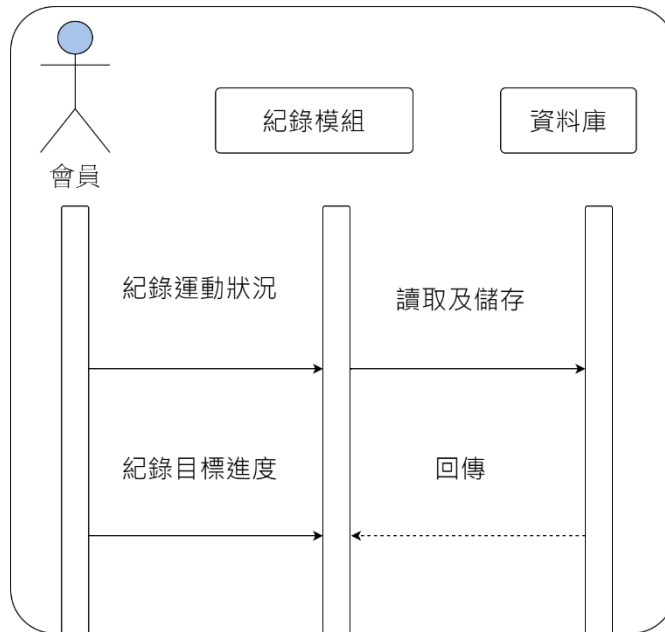 紀錄模組
資料庫
會員
紀錄運動狀況
讀取及儲存
紀錄目標進度
回傳